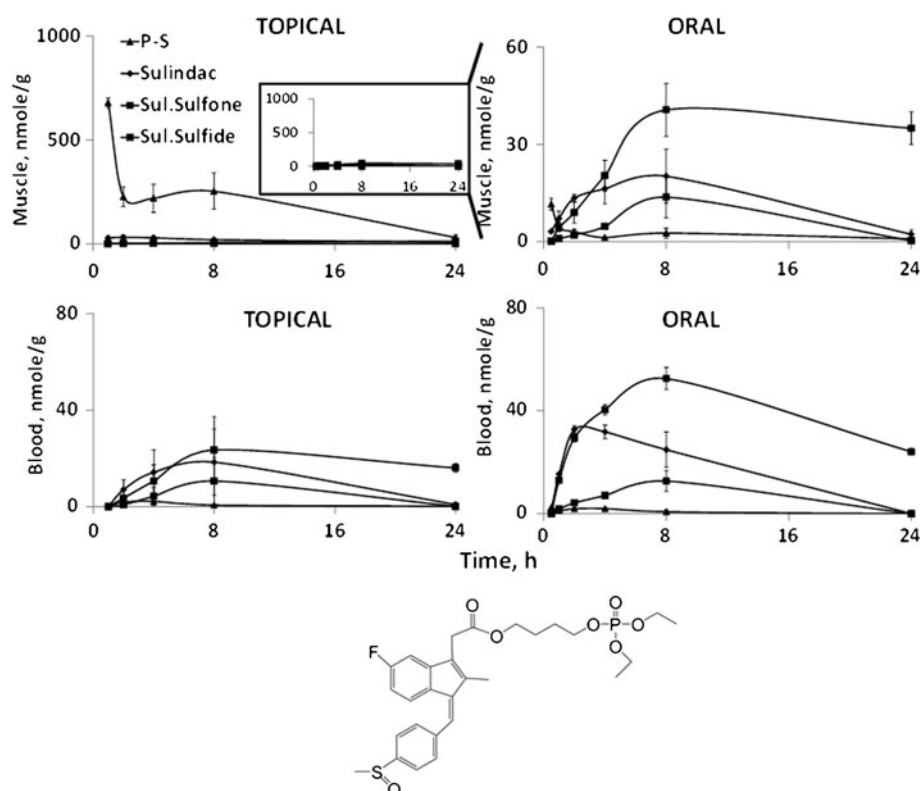 TOPICAL
ORAL
Muscle, nmole/g
1000
500
0
P-S
Sulindac
Sul.Sulfone
Sul.Sulfide
1000
500
0
0
8
16
24
0
8
16
24
Muscle, nmole/g
60
30
0
0
8
16
24
TOPICAL
ORAL
Blood, nmole/g
80
40
0
0
8
16
24
Blood, nmole/g
80
40
0
0
8
16
24
Time, h
O
O
O
O
P
O
O
F
S
O